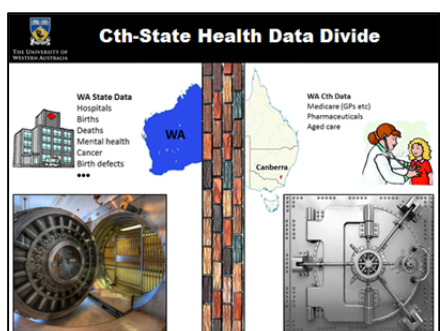 Cth-State Health Data Divide
THE UNIVERSITY OF
WESTERN AUSTRALIA
WA State Data
Hospitals
Births
Deaths
Mental health
Cancer
Birth defects
•••
WA
Canberra
WA Cth Data
Medicare (GPs etc)
Pharmaceuticals
Aged care